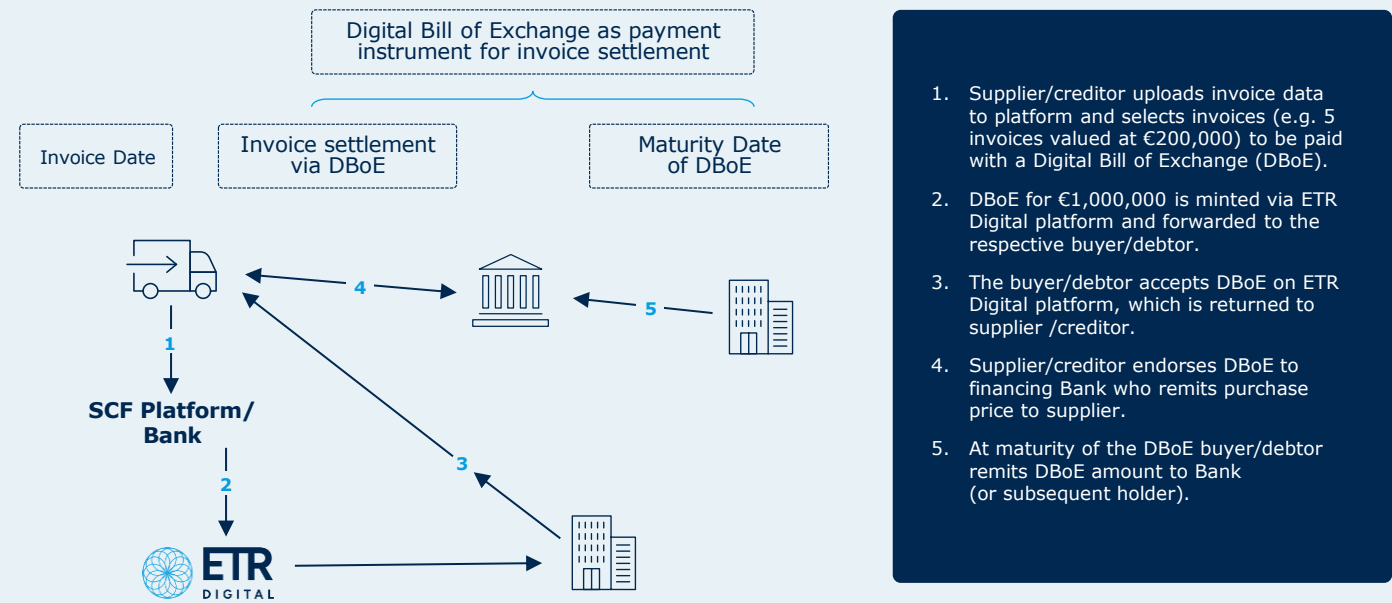 Digital Bill of Exchange as payment
instrument for invoice settlement
Invoice Date
Invoice settlement
via DBoE
Maturity Date
of DBoE
4
5
1
SCF Platform/
Bank
3
2
ETR
DIGITAL
1. Supplier/creditor uploads invoice data
to platform and selects invoices (e.g. 5
invoices valued at €200,000) to be paid
with a Digital Bill of Exchange (DBoE).
2. DBoE for €1,000,000 is minted via ETR
Digital platform and forwarded to the
respective buyer/debtor.
3. The buyer/debtor accepts DBoE on ETR
Digital platform, which is returned to
supplier /creditor.
4. Supplier/creditor endorses DBoE to
financing Bank who remits purchase
price to supplier.
5. At maturity of the DBoE buyer/debtor
remits DBoE amount to Bank
(or subsequent holder).